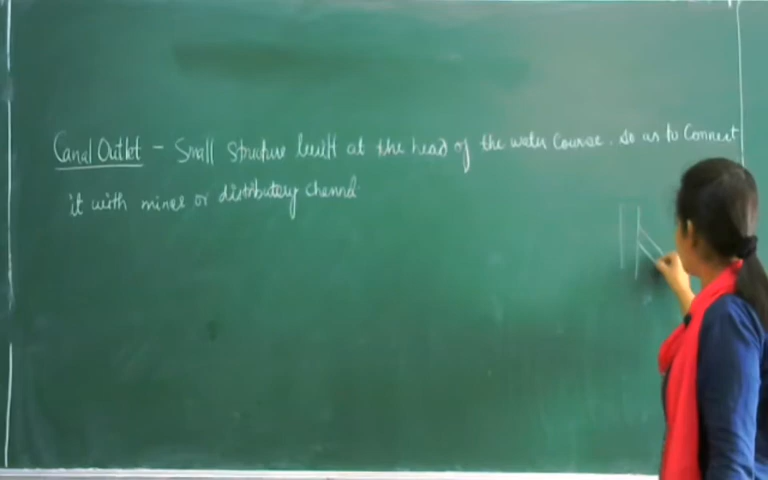 Canal Outlet - Small structure built at the head of the water course. so as to connect
it with minor or distributary channel